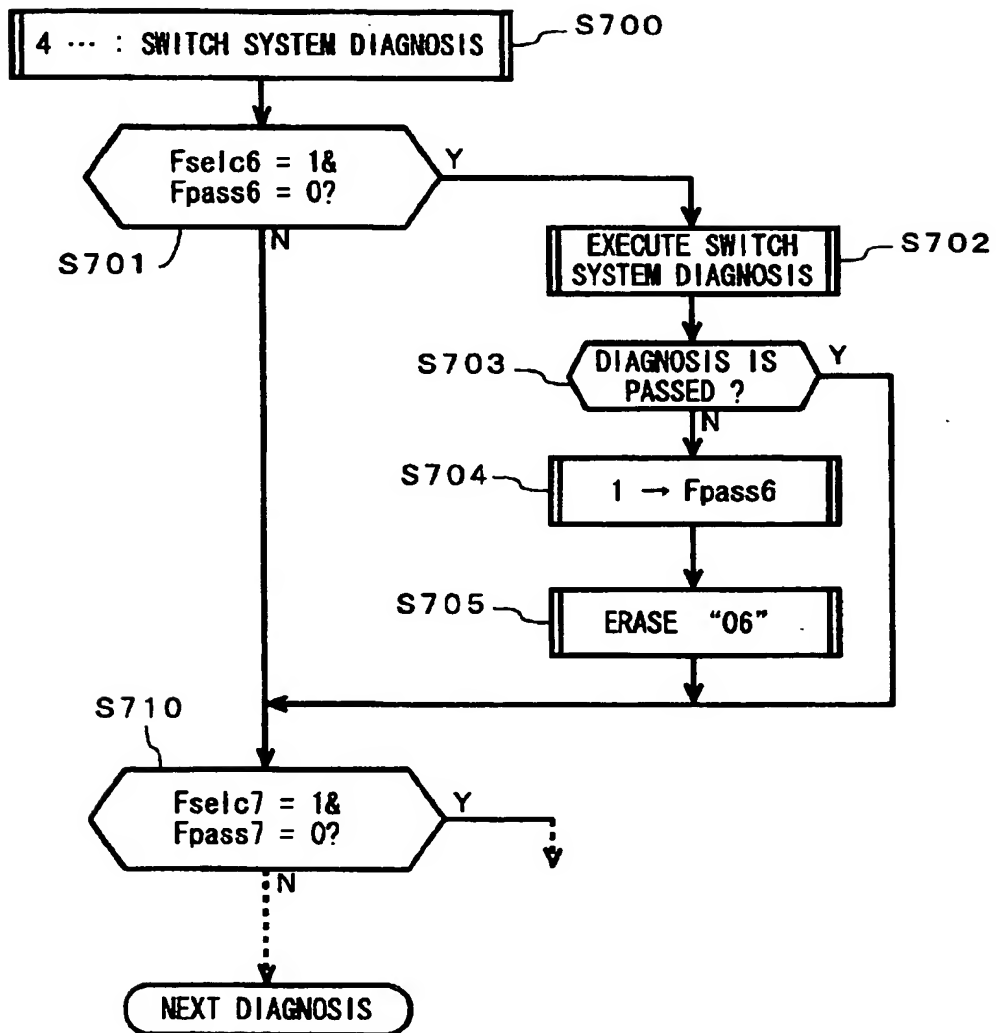 4 ··· : SWITCH SYSTEM DIAGNOSIS
S700
Fselc6 = 1&
Fpass6 = 0?
Y
N
S701
EXECUTE SWITCH
SYSTEM DIAGNOSIS
S702
S703
DIAGNOSIS IS
PASSED ?
Y
N
S704
1 → Fpass6
S705
ERASE “06”
S710
Fselc7 = 1&
Fpass7 = 0?
Y
N
NEXT DIAGNOSIS